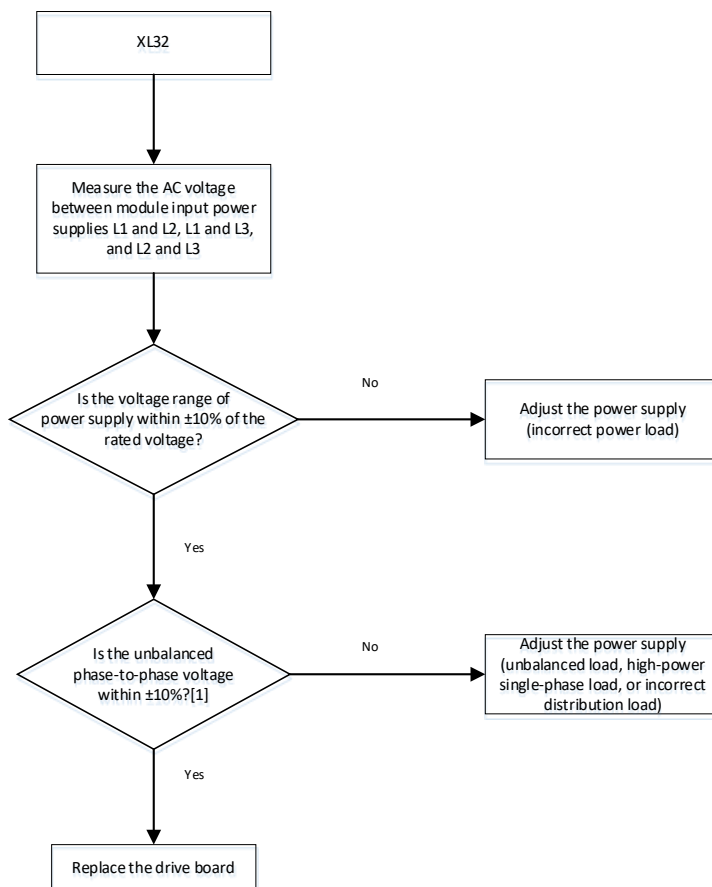 XL32
Measure the AC voltage
between module input power
supplies L1 and L2, L1 and L3,
and L2 and L3
Is the voltage range of
power supply within ±10% of the
rated voltage?
No
Adjust the power supply
(incorrect power load)
Yes
Is the unbalanced
phase-to-phase voltage
within ±10%?[1]
No
Adjust the power supply
(unbalanced load, high-power
single-phase load, or incorrect
distribution load)
Yes
Replace the drive board